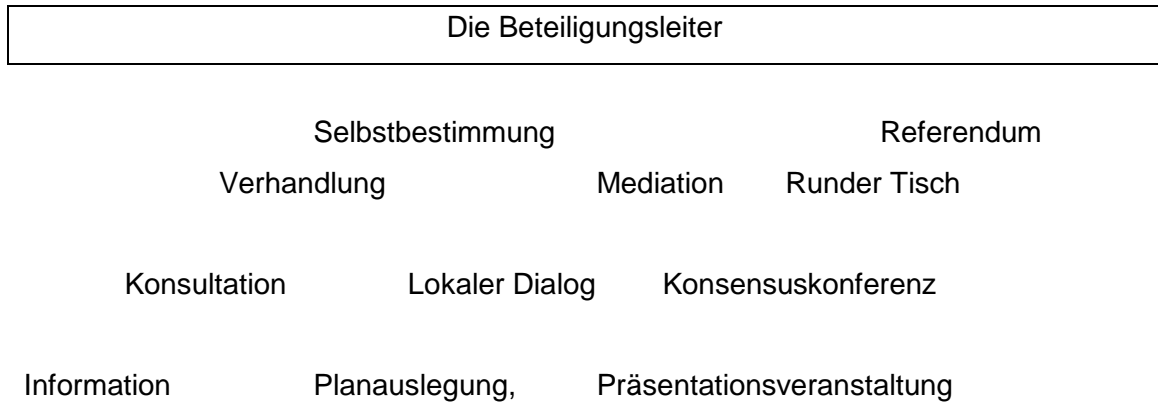 Die Beteiligungsleiter
Selbstbestimmung Referendum
Verhandlung Mediation Runder Tisch
Konsultation Lokaler Dialog Konsensuskonferenz
Information Planauslegung, Präsentationsveranstaltung